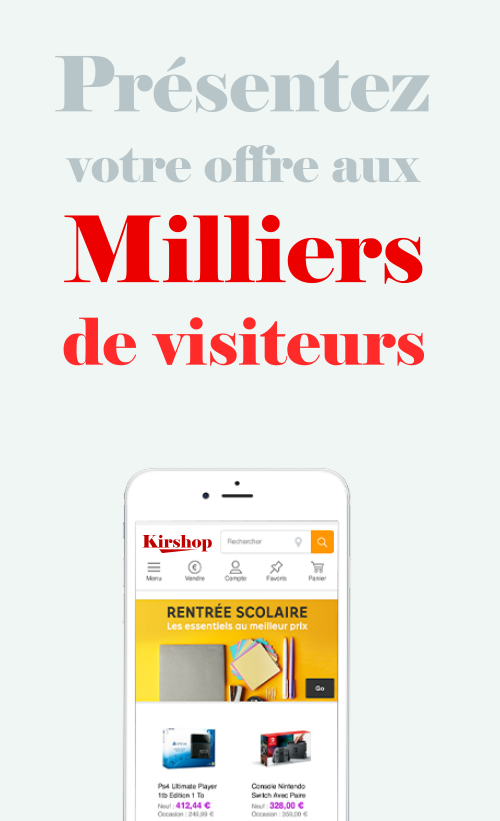 Présentez
votre offre aux
Milliers
de visiteurs
Kirshop
Rechercher
Menu Vendre Compte Favoris Panier
RENTRÉE SCOLAIRE
Les essentiels au meilleur prix
Go
Ps4 Ultimate Player
1tb Edition 1 To
Neuf : 412,44 €
Occasion : 249,99 €
Console Nintendo
Switch Avec Paire
Neuf : 328,00 €
Occasion : 259,00 €